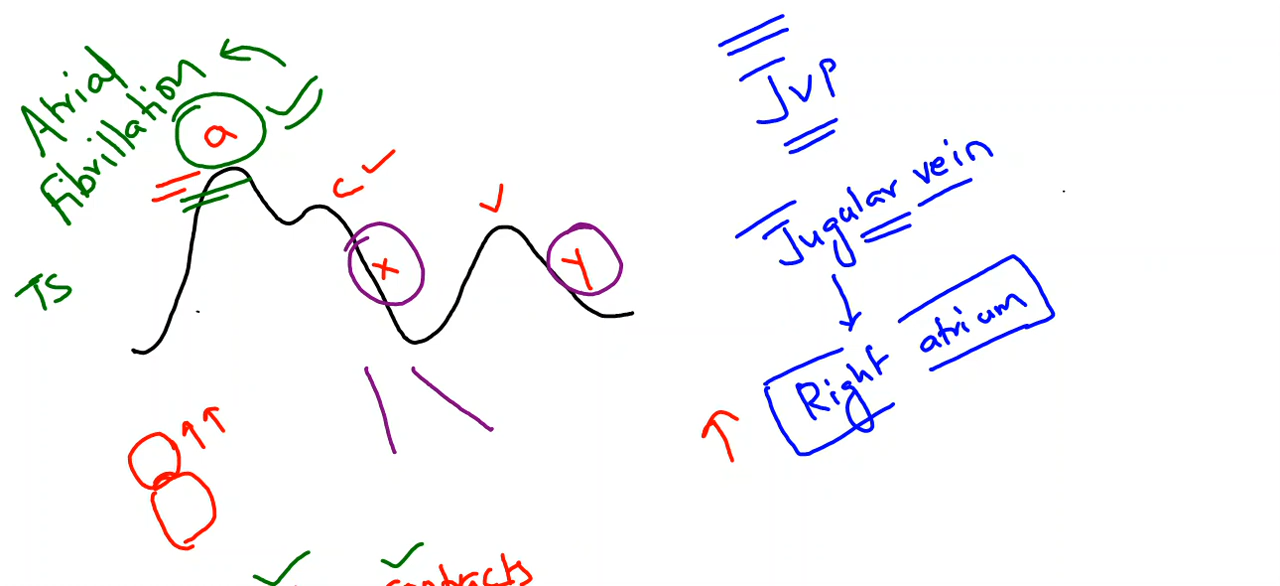 Atrial
Fibrillation
a
c
x
v
y
TS
JVP
Jugular vein
Right atrium
contracts